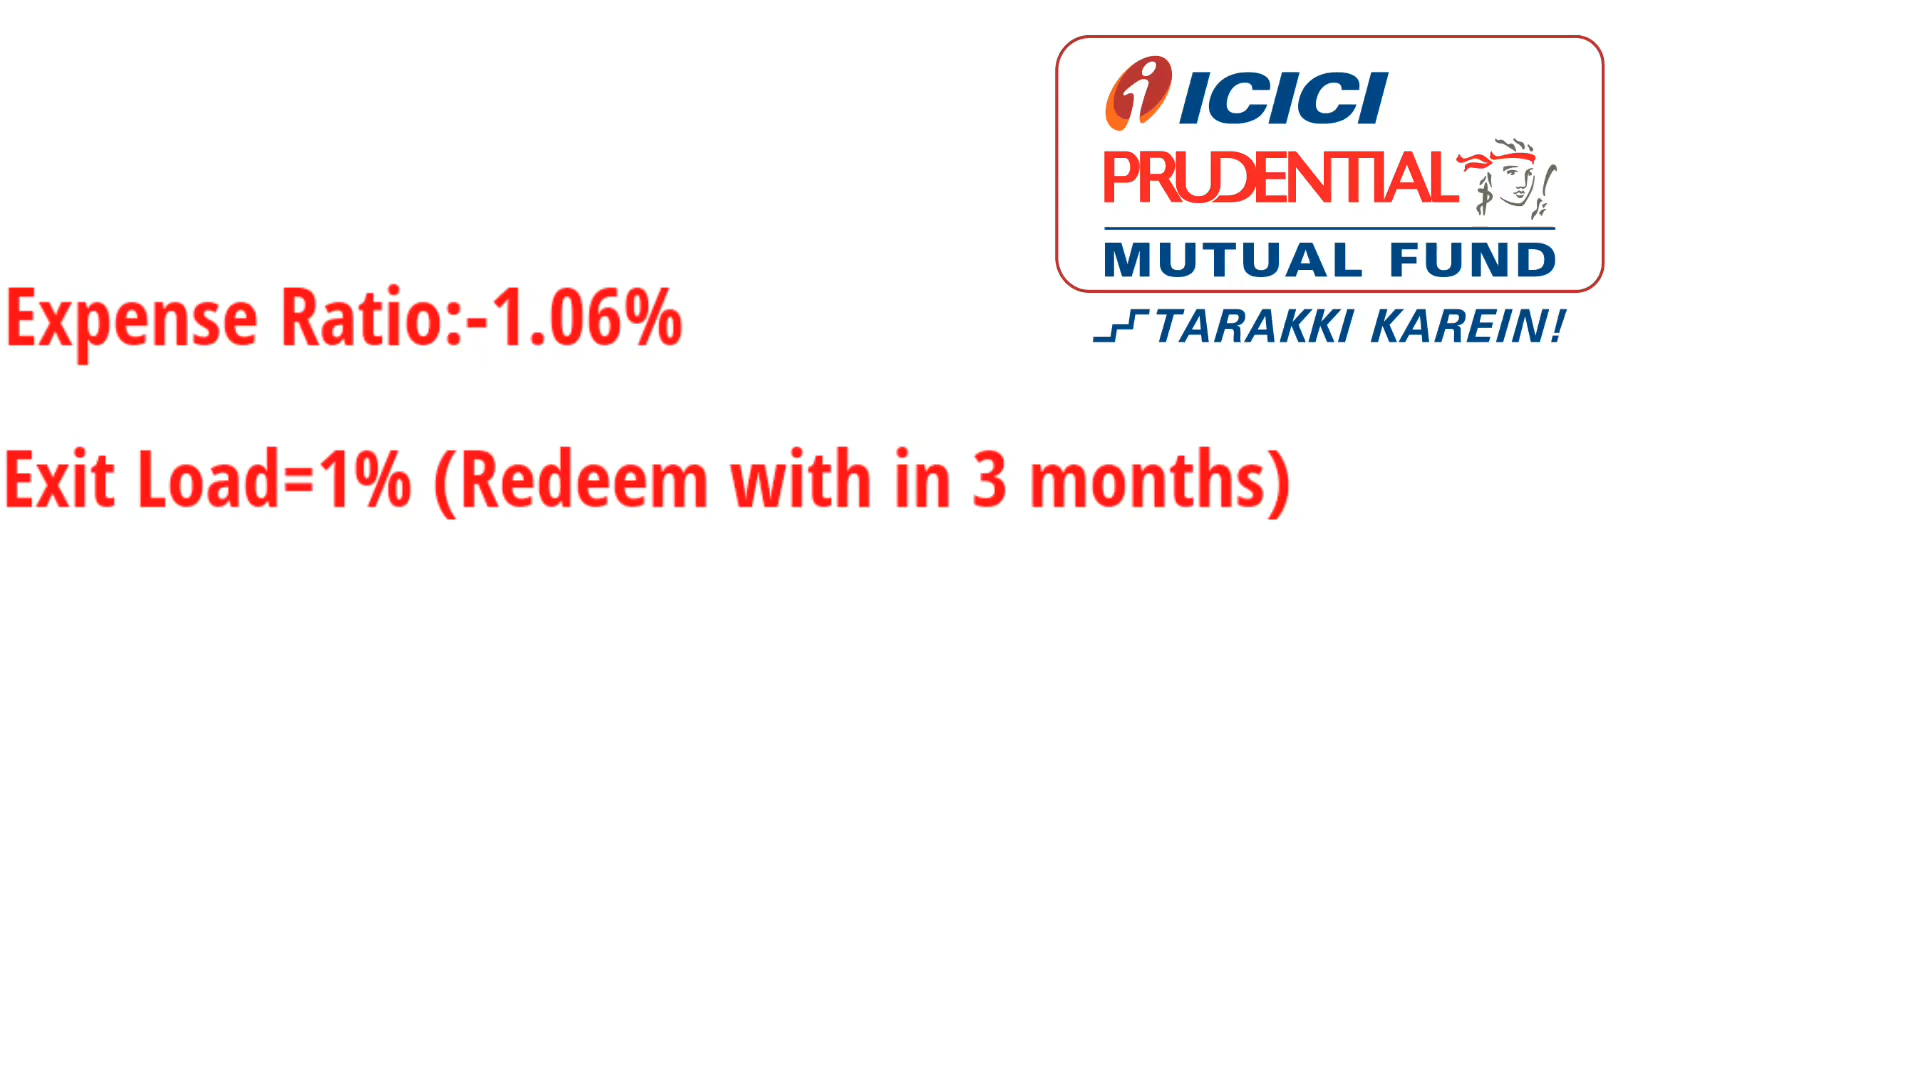 ICICI
PRUDENTIAL
MUTUAL FUND
TARAKKI KAREIN!
Expense Ratio:-1.06%
Exit Load=1% (Redeem with in 3 months)